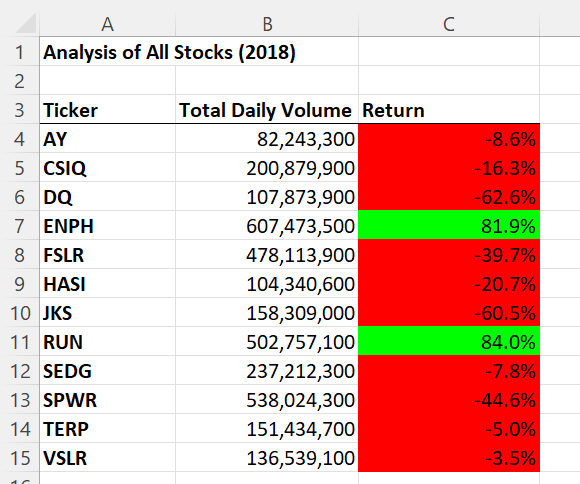 A B C
1 Analysis of All Stocks (2018)
2
3 Ticker Total Daily Volume Return
4 AY 82,243,300 -8.6%
5 CSIQ 200,879,900 -16.3%
6 DQ 107,873,900 -62.6%
7 ENPH 607,473,500 81.9%
8 FSLR 478,113,900 -39.7%
9 HASI 104,340,600 -20.7%
10 JKS 158,309,000 -60.5%
11 RUN 502,757,100 84.0%
12 SEDG 237,212,300 -7.8%
13 SPWR 538,024,300 -44.6%
14 TERP 151,434,700 -5.0%
15 VSLR 136,539,100 -3.5%